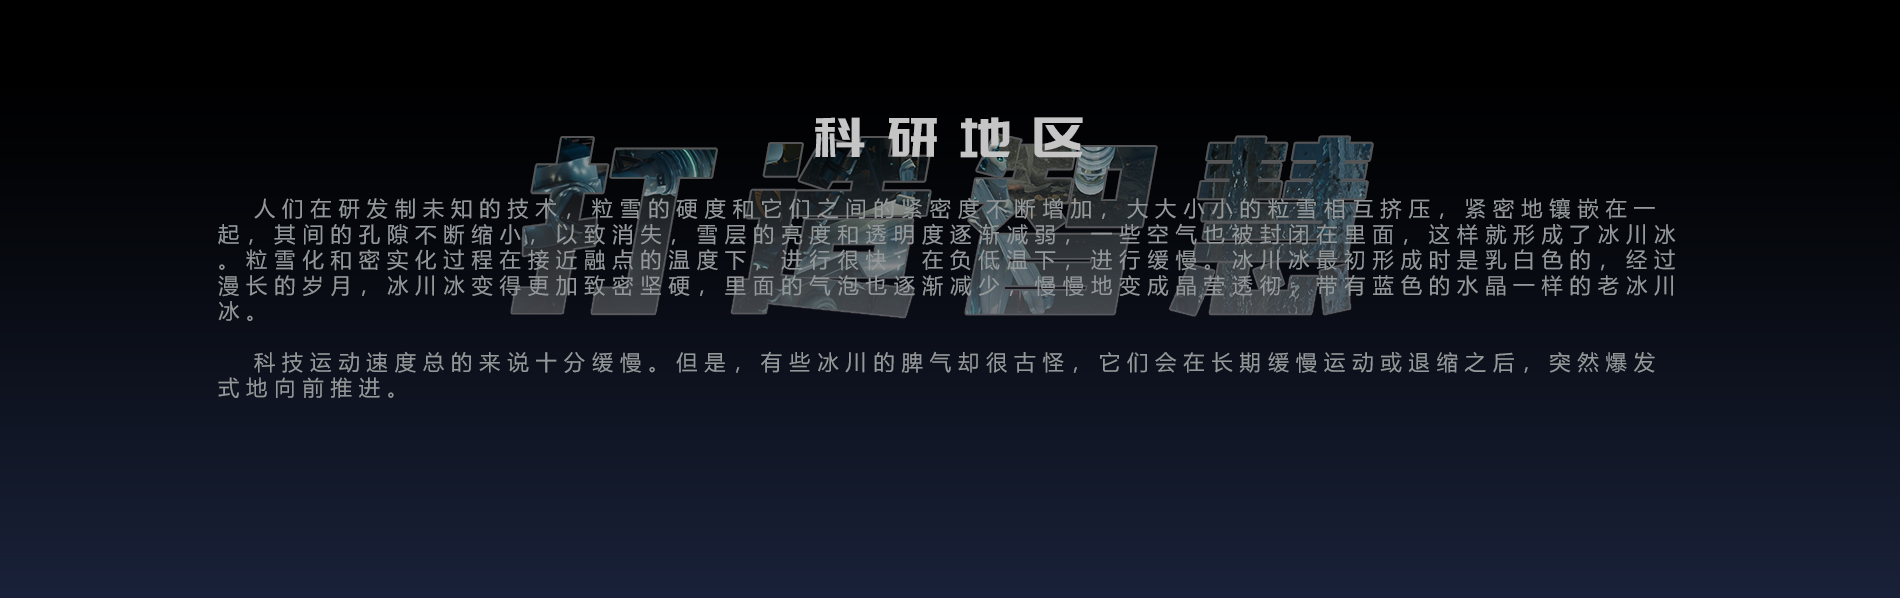 科研地区
打造智慧
人们在研发制未知的技术，粒雪的硬度和它们之间的紧密度不断增加，大大小小的粒雪相互挤压，紧密地镶嵌在一
起，其间的孔隙不断缩小，以致消失，雪层的亮度和透明度逐渐减弱，一些空气也被封闭在里面，这样就形成了冰川冰
。粒雪化和密实化过程在接近融点的温度下，进行很快；在负低温下，进行缓慢。冰川冰最初形成时是乳白色的，经过
漫长的岁月，冰川冰变得更加致密坚硬，里面的气泡也逐渐减少，慢慢地变成晶莹透彻，带有蓝色的水晶一样的老冰川
冰。
科技运动速度总的来说十分缓慢。但是，有些冰川的脾气却很古怪，它们会在长期缓慢运动或退缩之后，突然爆发
式地向前推进。